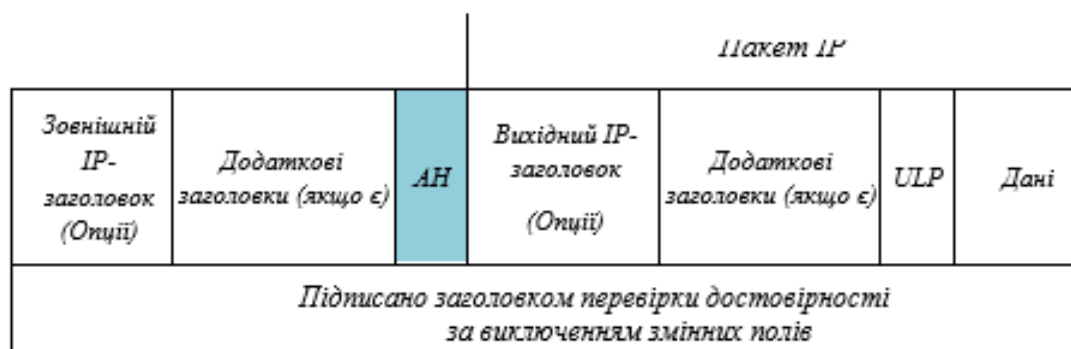 Пакет IP
Зовнішній
IP-
заголовок
(Опції)
Додаткові
заголовки (якщо є)
AH
Вихідний IP-
заголовок
(Опції)
Додаткові
заголовки (якщо є)
ULP
Дані
Підписано заголовком перевірки достовірності
за виключенням змінних полів